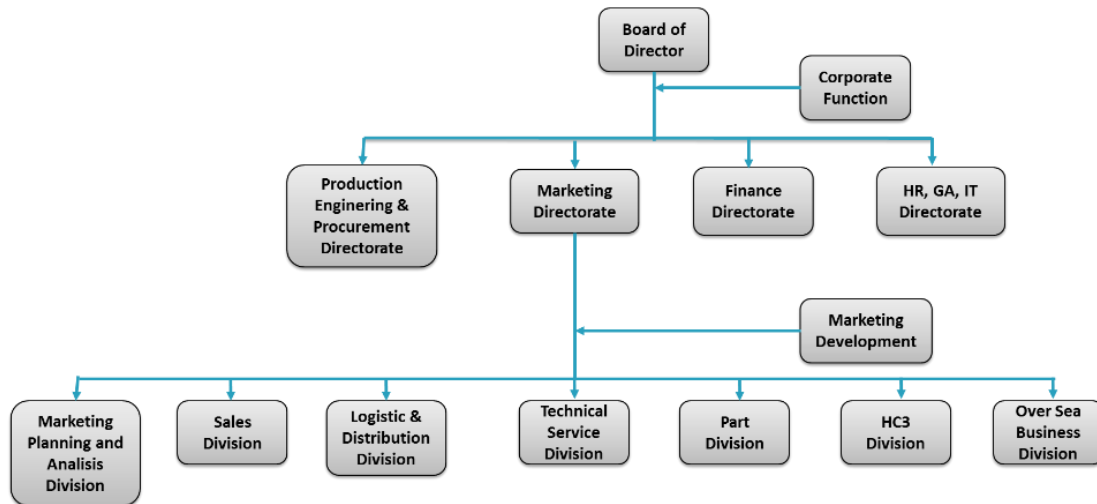 Board of
Director
Corporate
Function
Production
Enginering &
Procurement
Directorate
Marketing
Directorate
Finance
Directorate
HR, GA, IT
Directorate
Marketing
Development
Marketing
Planning and
Analisis
Division
Sales
Division
Logistic &
Distribution
Division
Technical
Service
Division
Part
Division
HC3
Division
Over Sea
Business
Division